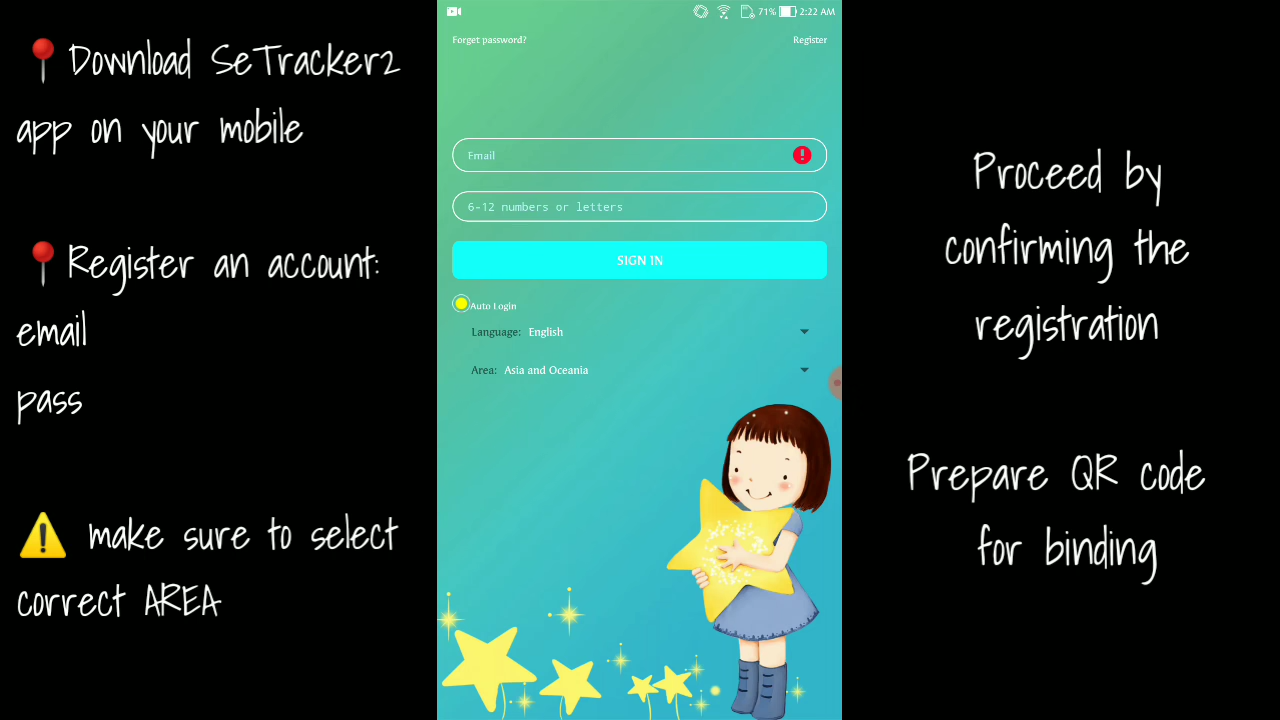 Download SeTracker2
app on your mobile
Register an account:
email
pass
make sure to select
correct AREA
71% 2:22 AM
Forget password? Register
Email
6-12 numbers or letters
SIGN IN
Auto Login
Language: English
Area: Asia and Oceania
Proceed by
confirming the
registration
Prepare QR code
for binding